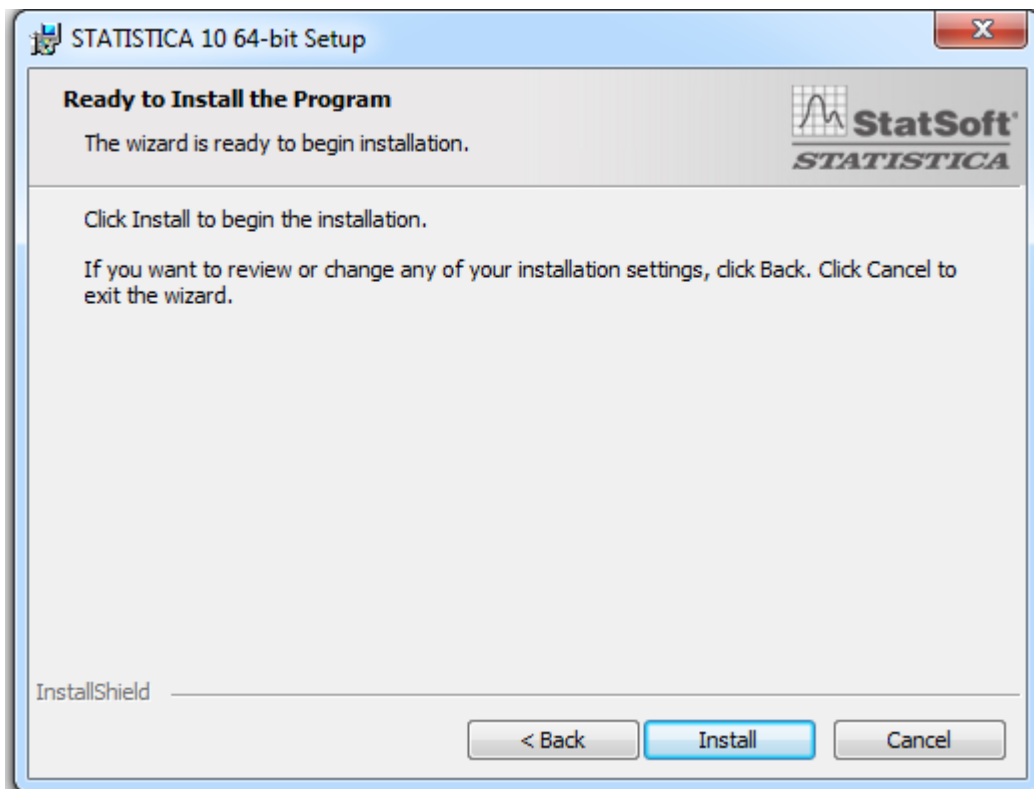 STATISTICA 10 64-bit Setup
Ready to Install the Program
The wizard is ready to begin installation.
StatSoft
STATISTICA
Click Install to begin the installation.
If you want to review or change any of your installation settings, click Back. Click Cancel to
exit the wizard.
InstallShield
< Back
Install
Cancel